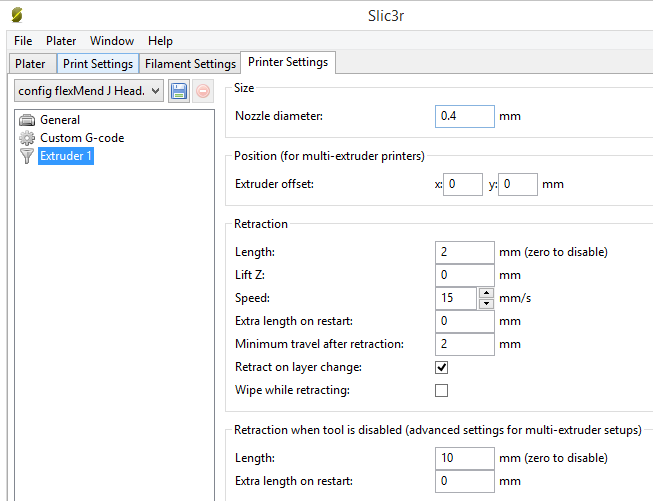 Slic3r
File Plater Window Help
Plater Print Settings Filament Settings Printer Settings
config flexMend J Head.
General
Custom G-code
Extruder 1
Size
Nozzle diameter: 0.4 mm
Position (for multi-extruder printers)
Extruder offset: x: 0 y: 0 mm
Retraction
Length: 2 mm (zero to disable)
Lift Z: 0 mm
Speed: 15 mm/s
Extra length on restart: 0 mm
Minimum travel after retraction: 2 mm
Retract on layer change:
Wipe while retracting:
Retraction when tool is disabled (advanced settings for multi-extruder setups)
Length: 10 mm (zero to disable)
Extra length on restart: 0 mm